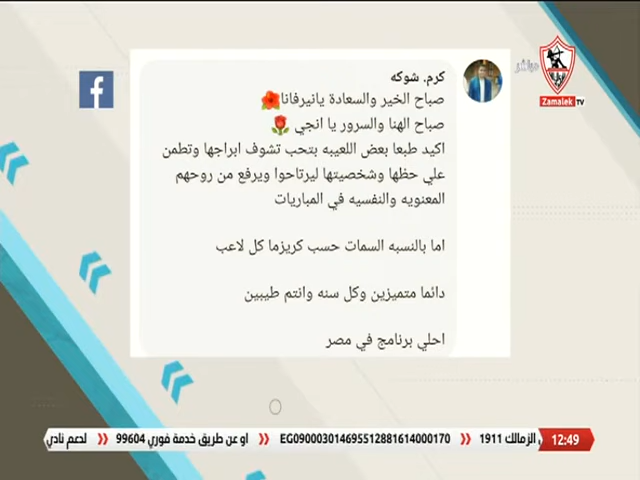 مباشر
Zamalek TV
كرم. شوكه
صباح الخير والسعادة يانيرفانا
صباح الهنا والسرور يا انجي
اكيد طبعا بعض اللعيبه بتحب تشوف ابراجها وتطمن
علي حظها وشخصيتها ليرتاحوا ويرفع من روحهم
المعنويه والنفسيه في المباريات
اما بالنسبه السمات حسب كريزما كل لاعب
دائما متميزين وكل سنه وانتم طيبين
احلي برنامج في مصر
12:49 الزمالك 1911 EG090003014695512881614000170 او عن طريق خدمة فوري 99604 لدعم نادي